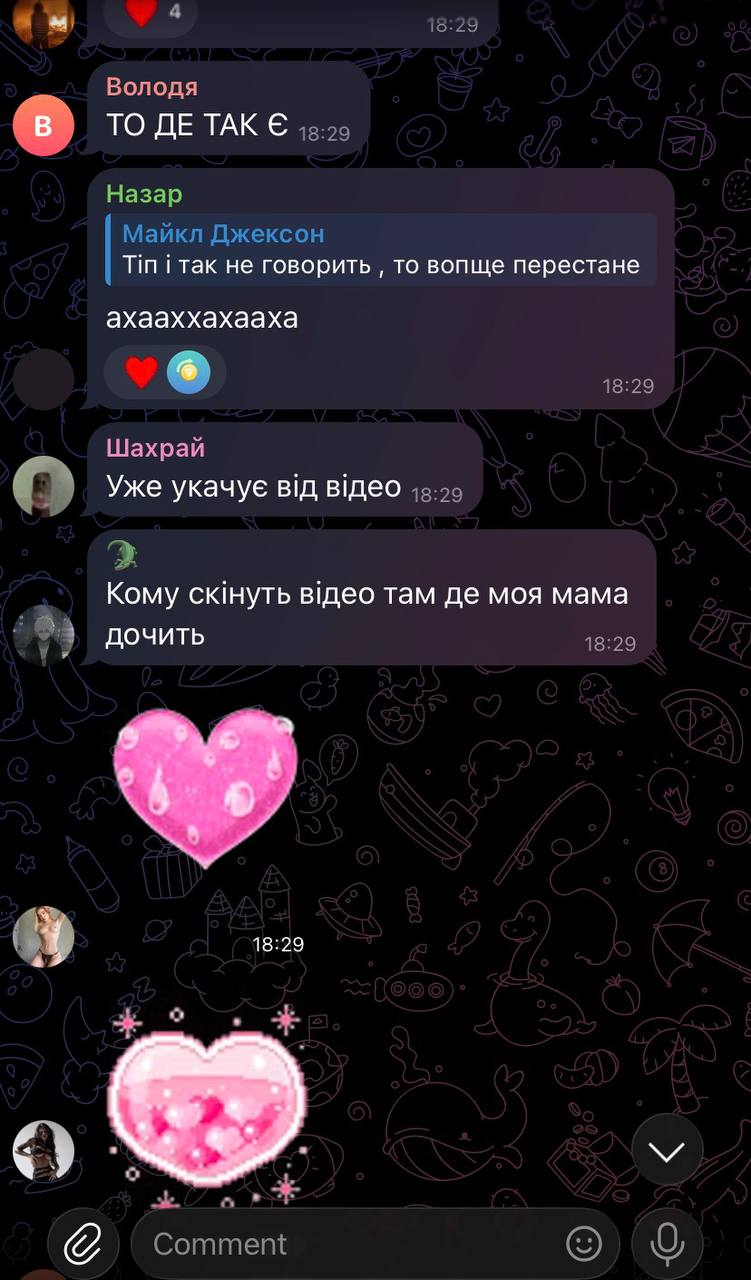 4
18:29
Володя
В
ТО ДЕ ТАК Є 18:29
Назар
Майкл Джексон
Тіп і так не говорить , то вопще перестане
ахааххахааха
18:29
Шахрай
Уже укачує від відео 18:29
Кому скінуть відео там де моя мама
дочить
18:29
18:29
Comment